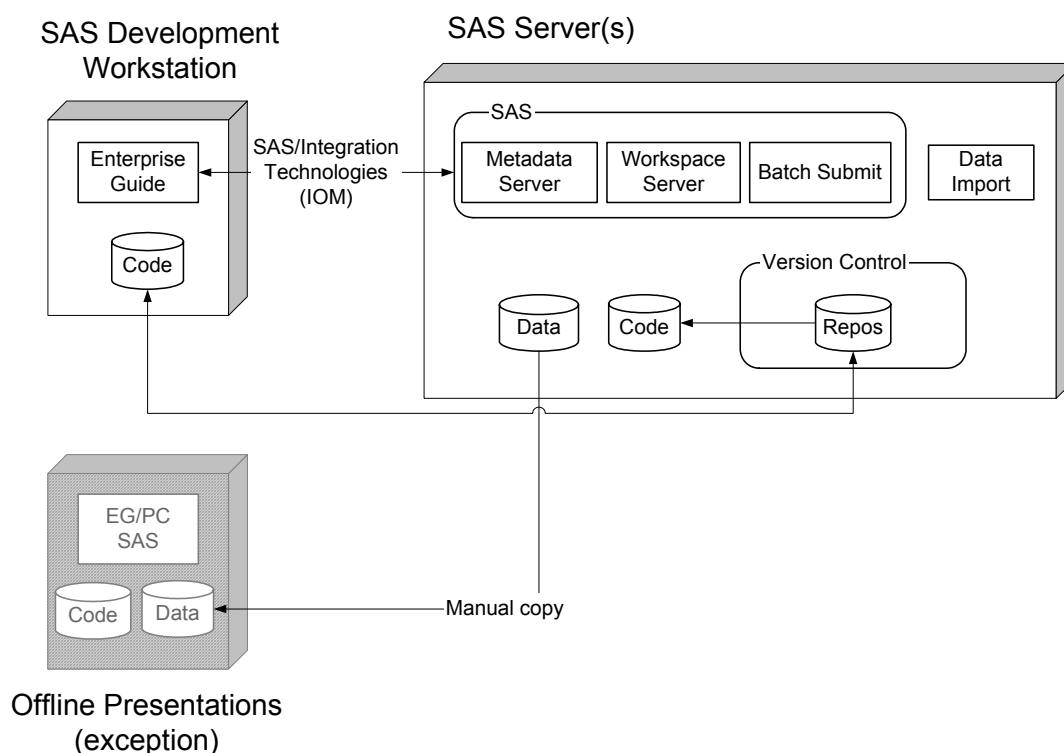 SAS Development
Workstation
SAS Server(s)
Enterprise
Guide
Code
SAS/Integration
Technologies
(IOM)
SAS
Metadata
Server
Workspace
Server
Batch Submit
Data
Import
Version Control
Data
Code
Repos
EG/PC
SAS
Code
Data
Manual copy
Offline Presentations
(exception)